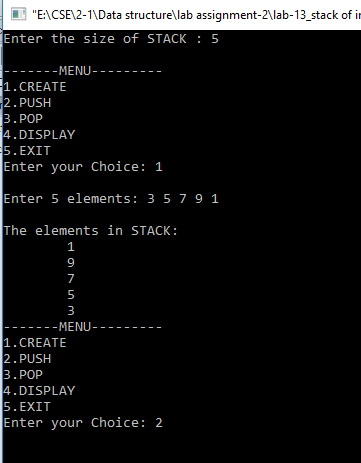 "E:\CSE\2-1\Data structure\lab assignment-2\lab-13_stack of in
Enter the size of STACK : 5
-------MENU---------
1.CREATE
2.PUSH
3.POP
4.DISPLAY
5.EXIT
Enter your Choice: 1
Enter 5 elements: 3 5 7 9 1
The elements in STACK:
1
9
7
5
3
-------MENU---------
1.CREATE
2.PUSH
3.POP
4.DISPLAY
5.EXIT
Enter your Choice: 2